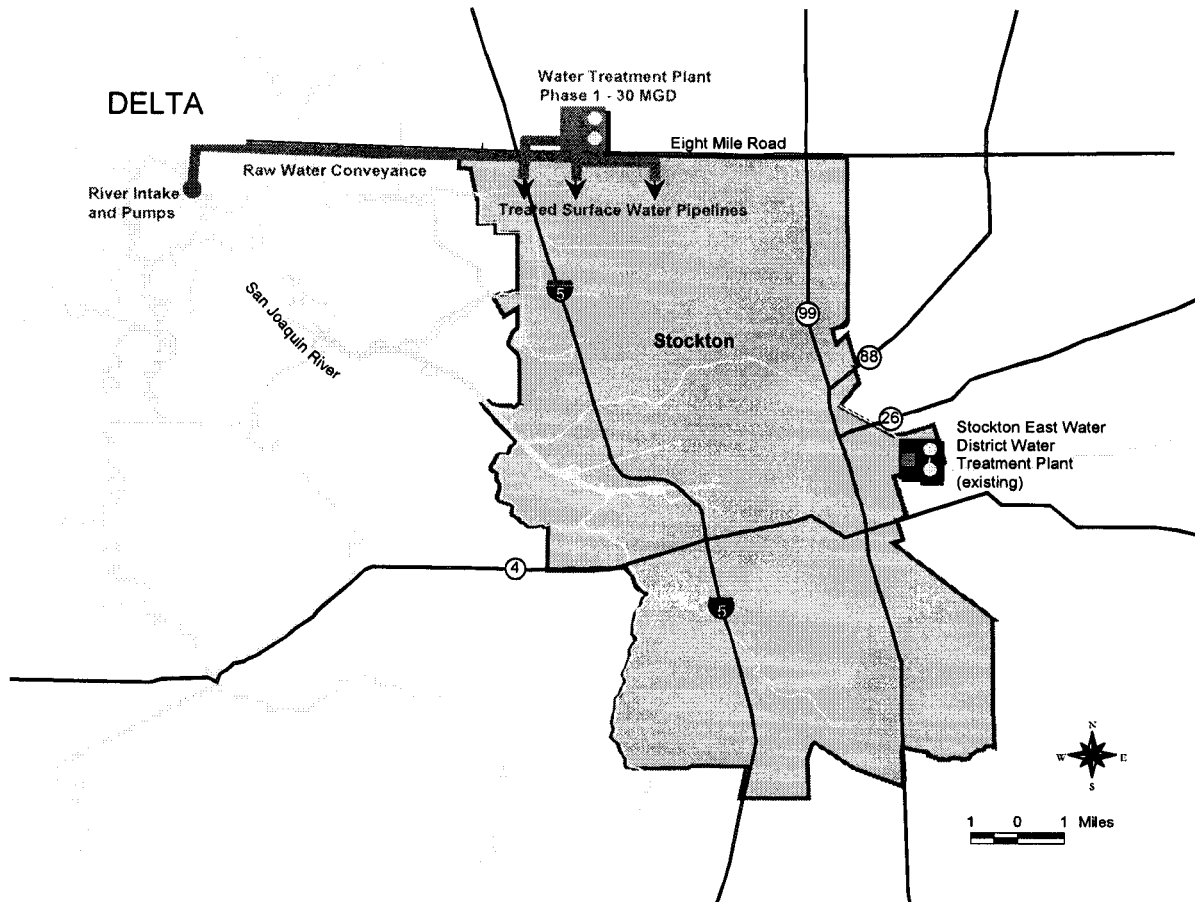 Water Treatment Plant
Phase 1 - 30 MGD
DELTA
Eight Mile Road
Raw Water Conveyance
River Intake
and Pumps
Treated Surface Water Pipelines
San Joaquin River
5
99
Stockton
88
26
Stockton East Water
District Water
Treatment Plant
(existing)
4
5
N
W E
S
1 0 1 Miles